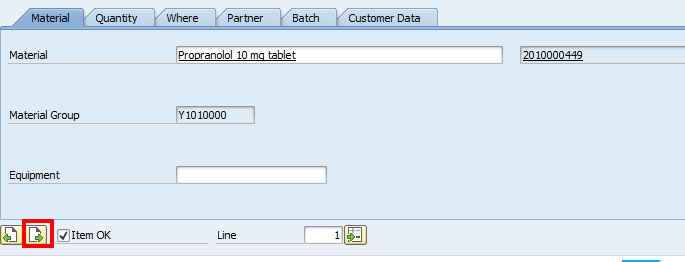 Material Quantity Where Partner Batch Customer Data
Material Propranolol 10 mg tablet 2010000449
Material Group Y1010000
Equipment
Item OK Line 1